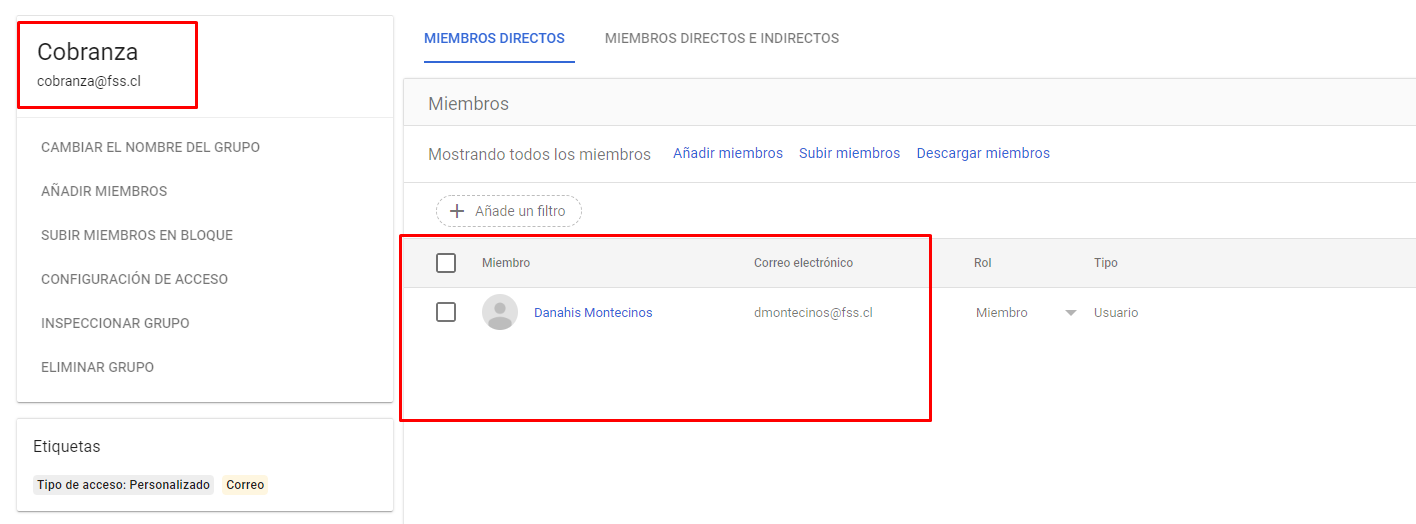 Cobranza
cobranza@fss.cl
CAMBIAR EL NOMBRE DEL GRUPO
AÑADIR MIEMBROS
SUBIR MIEMBROS EN BLOQUE
CONFIGURACIÓN DE ACCESO
INSPECCIONAR GRUPO
ELIMINAR GRUPO
Etiquetas
Tipo de acceso: Personalizado Correo
MIEMBROS DIRECTOS MIEMBROS DIRECTOS E INDIRECTOS
Miembros
Mostrando todos los miembros Añadir miembros Subir miembros Descargar miembros
Añade un filtro
Miembro Correo electrónico Rol Tipo
Danahis Montecinos dmontecinos@fss.cl Miembro Usuario